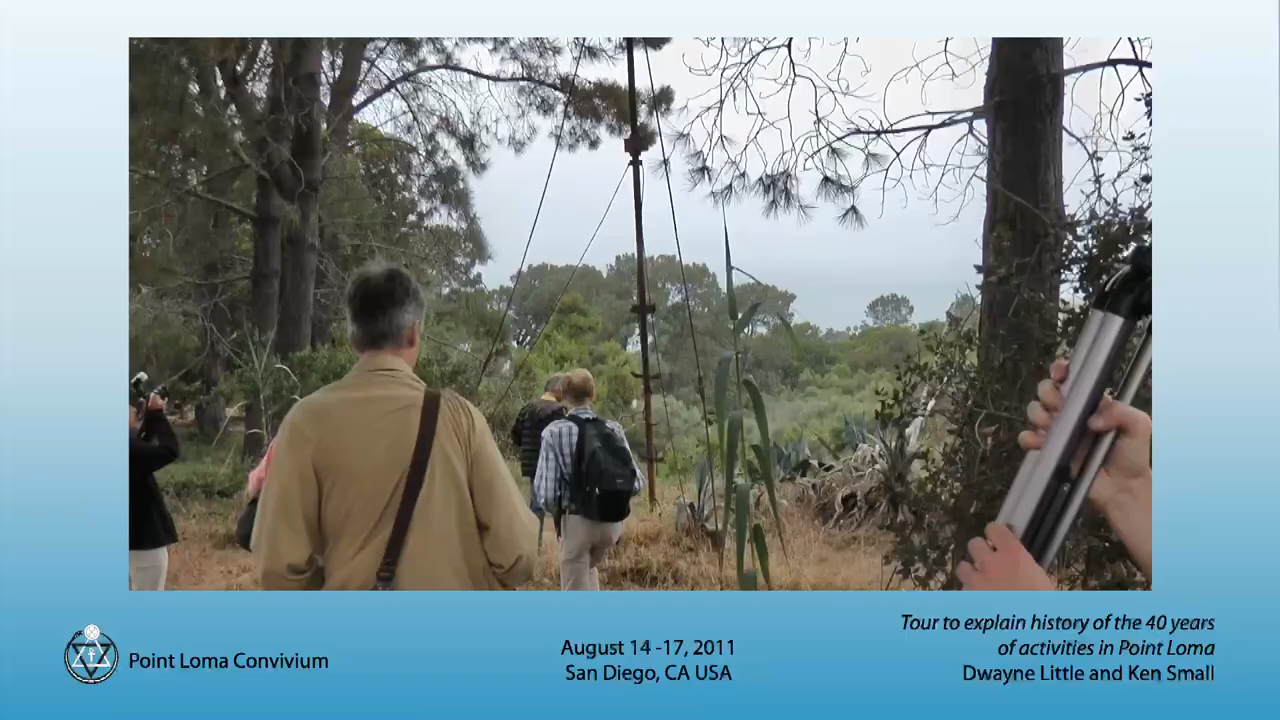 Point Loma Convivium
August 14 -17, 2011
San Diego, CA USA
Tour to explain history of the 40 years
of activities in Point Loma
Dwayne Little and Ken Small